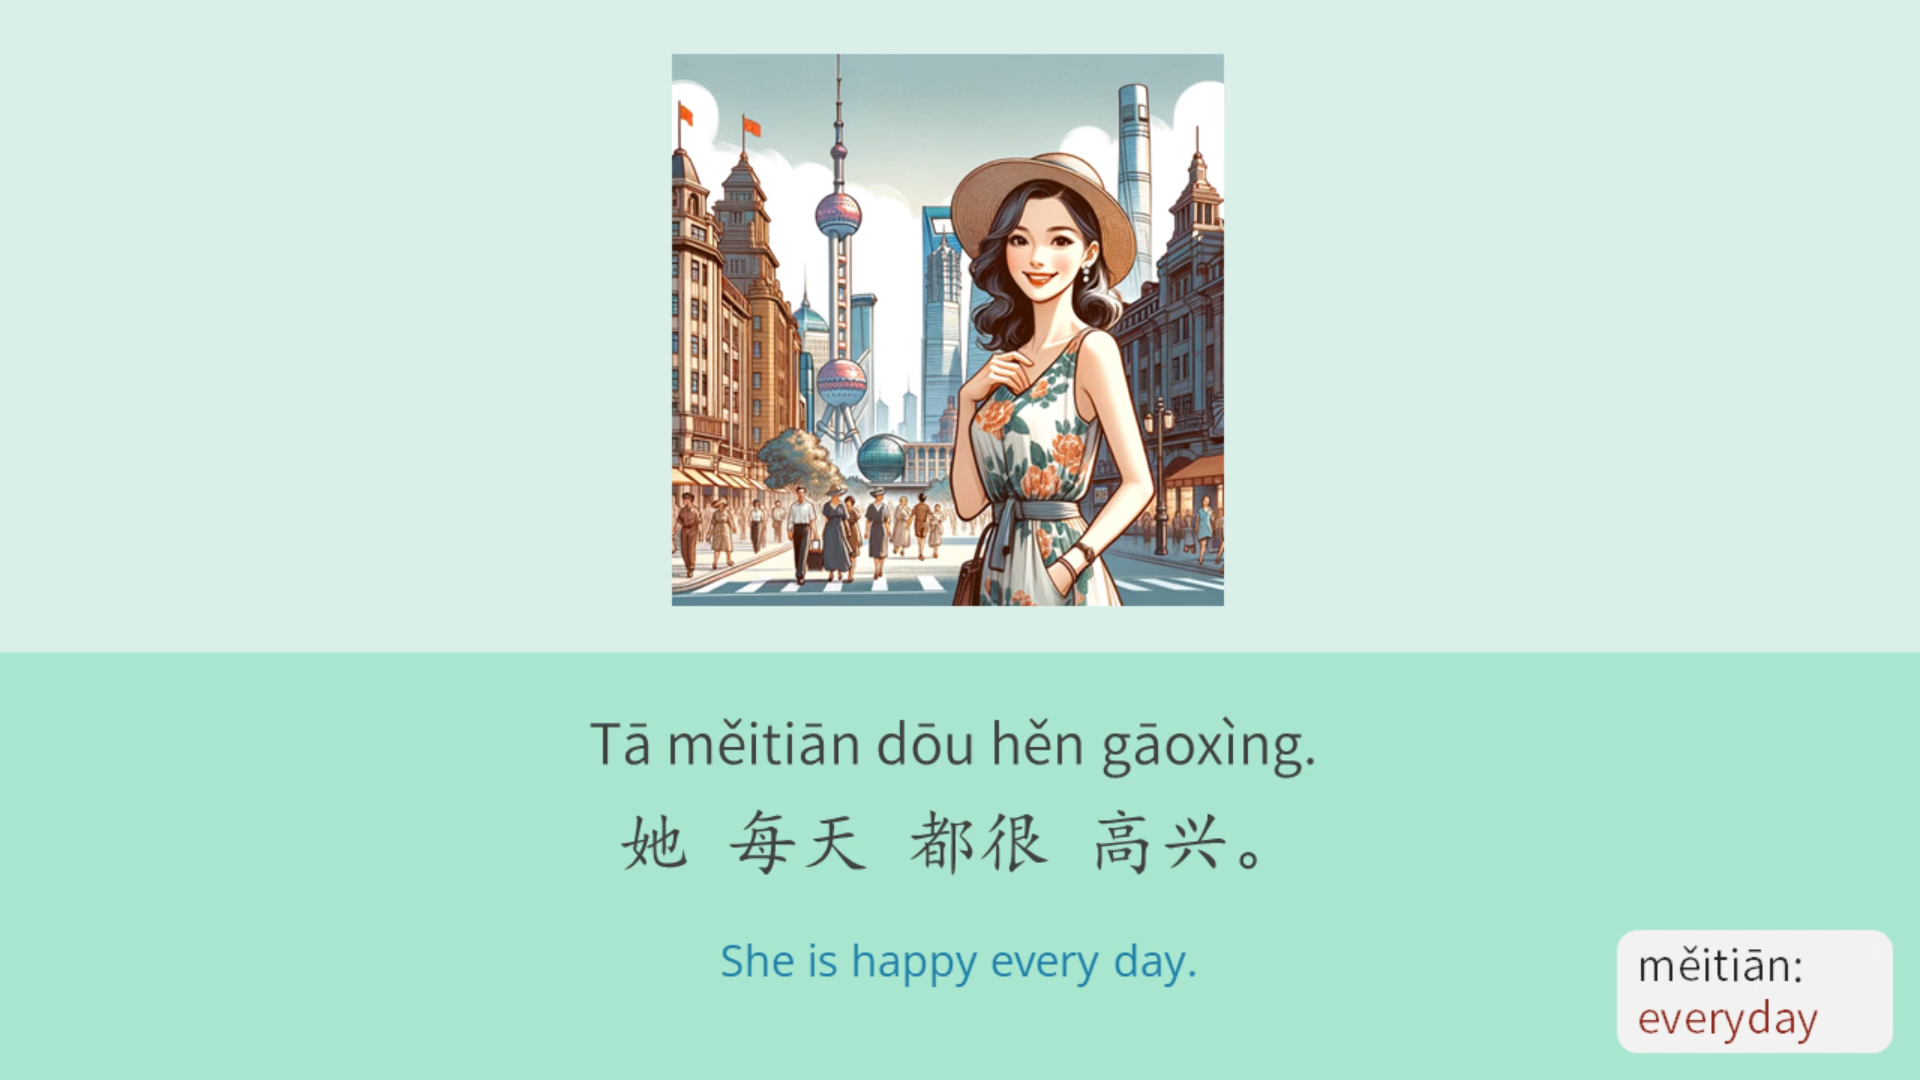 Tā měitiān dōu hěn gāoxìng.
她 每天 都很 高兴。
She is happy every day.
měitiān:
everyday